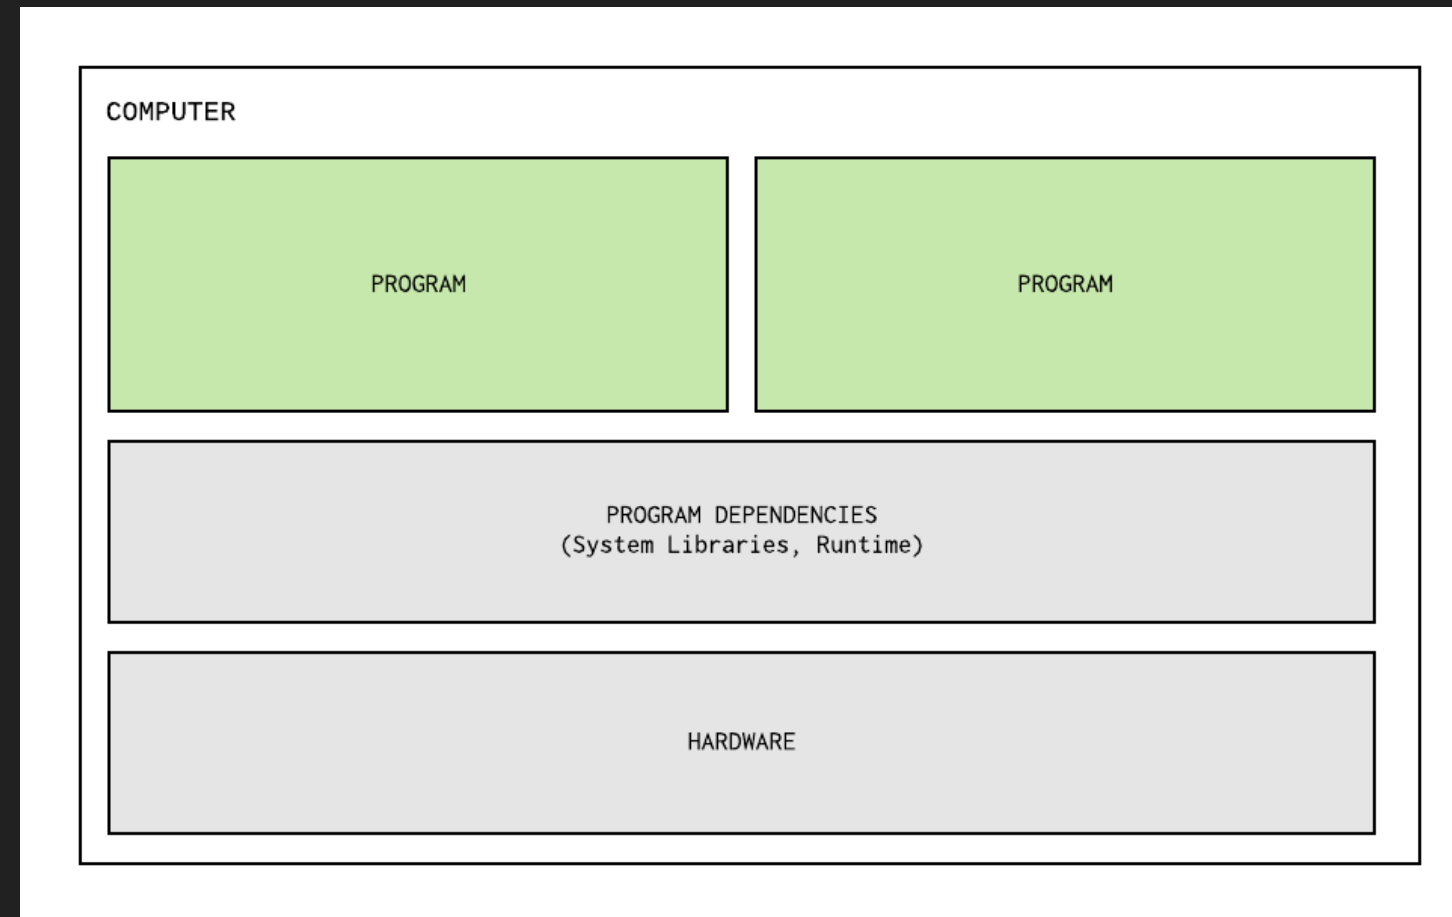 COMPUTER
PROGRAM
PROGRAM
PROGRAM DEPENDENCIES
(System Libraries, Runtime)
HARDWARE